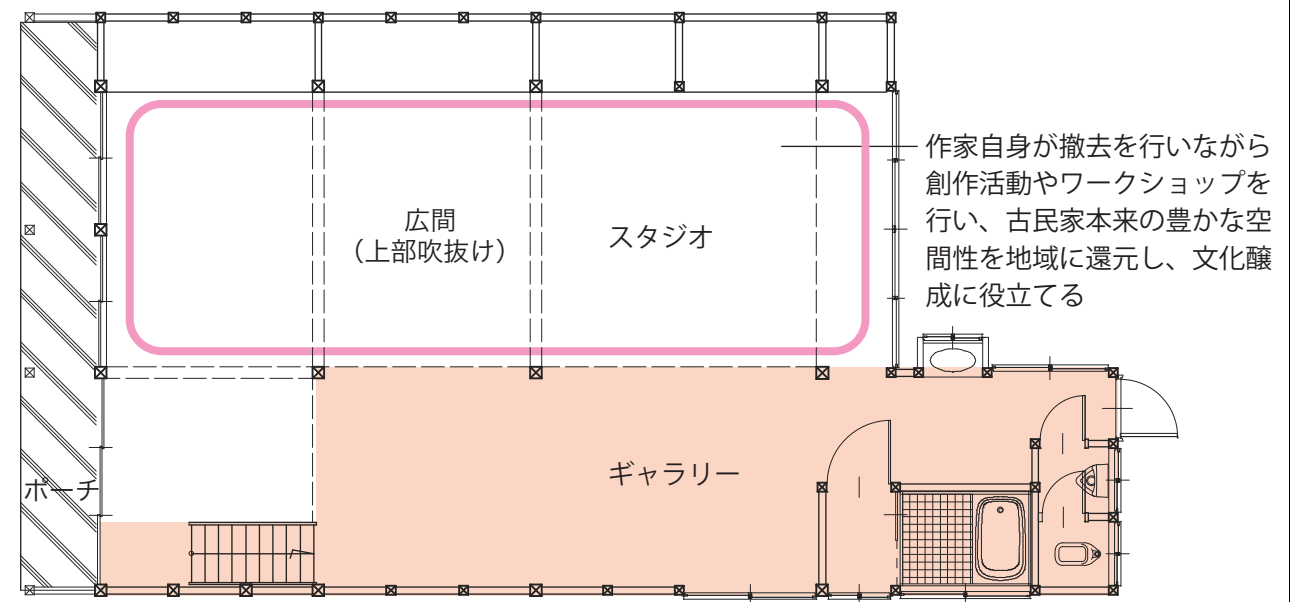 作家自身が撤去を行いながら
創作活動やワークショップを
行い、古民家本来の豊かな空
間性を地域に還元し、文化醸
成に役立てる
広間
（上部吹抜け）
スタジオ
ギャラリー
ポーチ